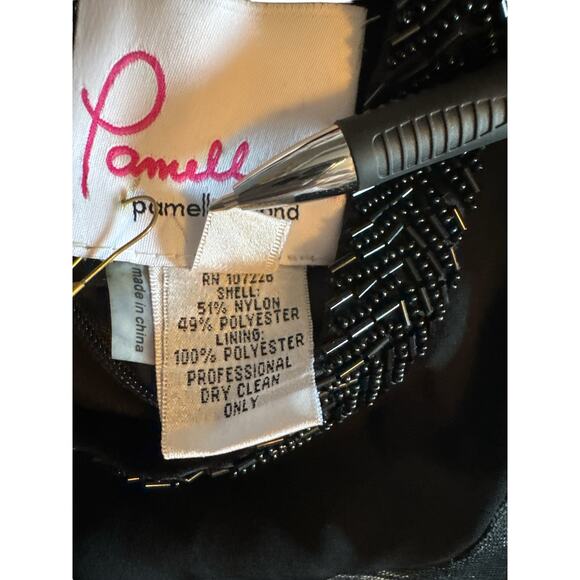 Pamell
pamell
RN 107226
SHELL:
51% NYLON
49% POLYESTER
LINING:
100% POLYESTER
PROFESSIONAL
DRY CLEAN
ONLY
made in china